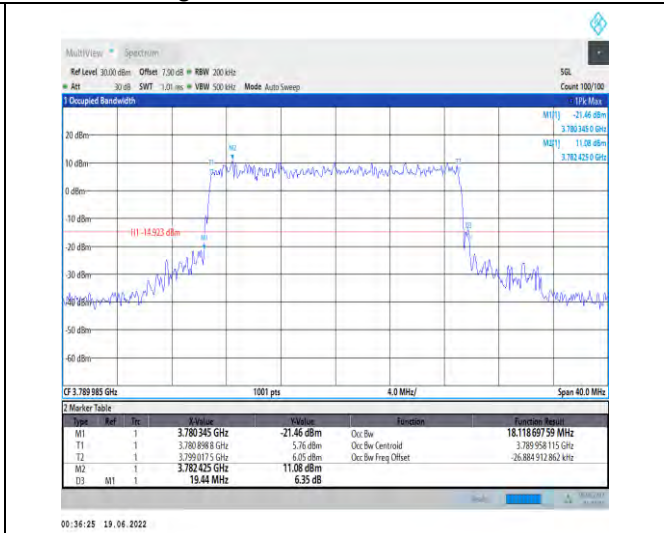 MultiView Spectrum
Ref Level 30.00 dBm Offset 7.90 dB RBW 200 kHz SGL
Att 30 dB SWT 1.01 ms VBW 500 kHz Mode Auto Sweep Count 100/100
1 Occupied Bandwidth 1Pk Max
M1[1] -21.46 dBm
3.780 345 0 GHz
M2[1] 11.08 dBm
3.782 425 0 GHz
20 dBm
10 dBm
0 dBm
-10 dBm
H1 -14.923 dBm
-20 dBm
-30 dBm
-40 dBm
-50 dBm
-60 dBm
T1
M2
T2
M1
D3
CF 3.789 985 GHz 1001 pts 4.0 MHz/ Span 40.0 MHz
2 Marker Table
Type Ref Trc X-Value Y-Value Function Function Result
M1 1 3.780 345 GHz -21.46 dBm Occ Bw 18.118 697 59 MHz
T1 1 3.780 898 8 GHz 5.76 dBm Occ Bw Centroid 3.789 958 115 GHz
T2 1 3.799 017 5 GHz 6.05 dBm Occ Bw Freq Offset -26.884 912 862 kHz
M2 1 3.782 425 GHz 11.08 dBm
D3 M1 1 19.44 MHz 6.35 dB
00:36:25 19.06.2022